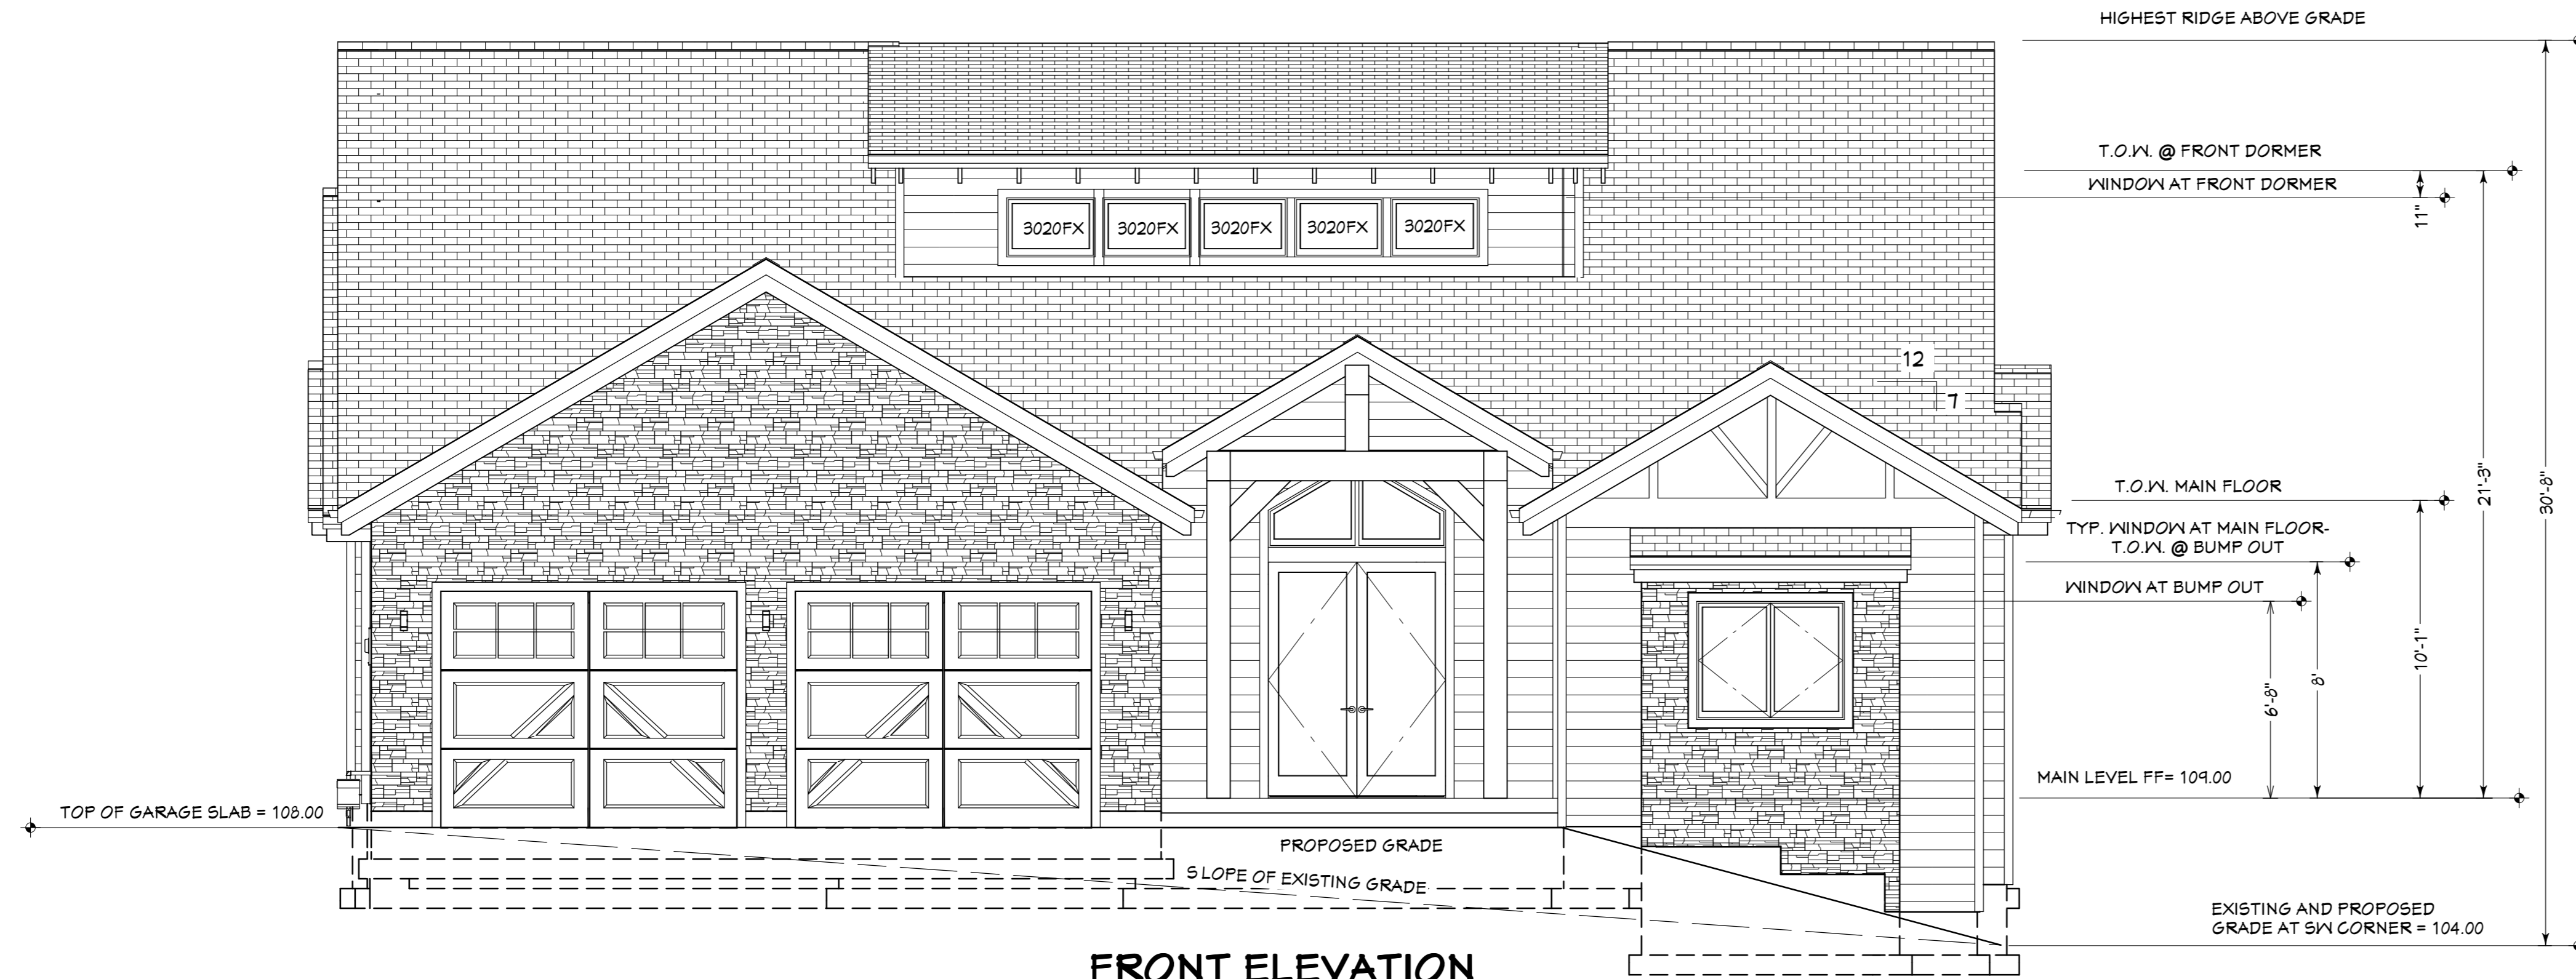 HIGHEST RIDGE ABOVE GRADE
T.O.W. @ FRONT DORMER
WINDOW AT FRONT DORMER
11"
3020FX 3020FX 3020FX 3020FX 3020FX
12
7
T.O.W. MAIN FLOOR
21'-3"
30'-8"
TYP. WINDOW AT MAIN FLOOR-
T.O.W. @ BUMP OUT
WINDOW AT BUMP OUT
10'-1"
8'
6'-8"
MAIN LEVEL FF= 109.00
TOP OF GARAGE SLAB = 108.00
PROPOSED GRADE
SLOPE OF EXISTING GRADE
EXISTING AND PROPOSED
GRADE AT SW CORNER = 104.00
FRONT ELEVATION